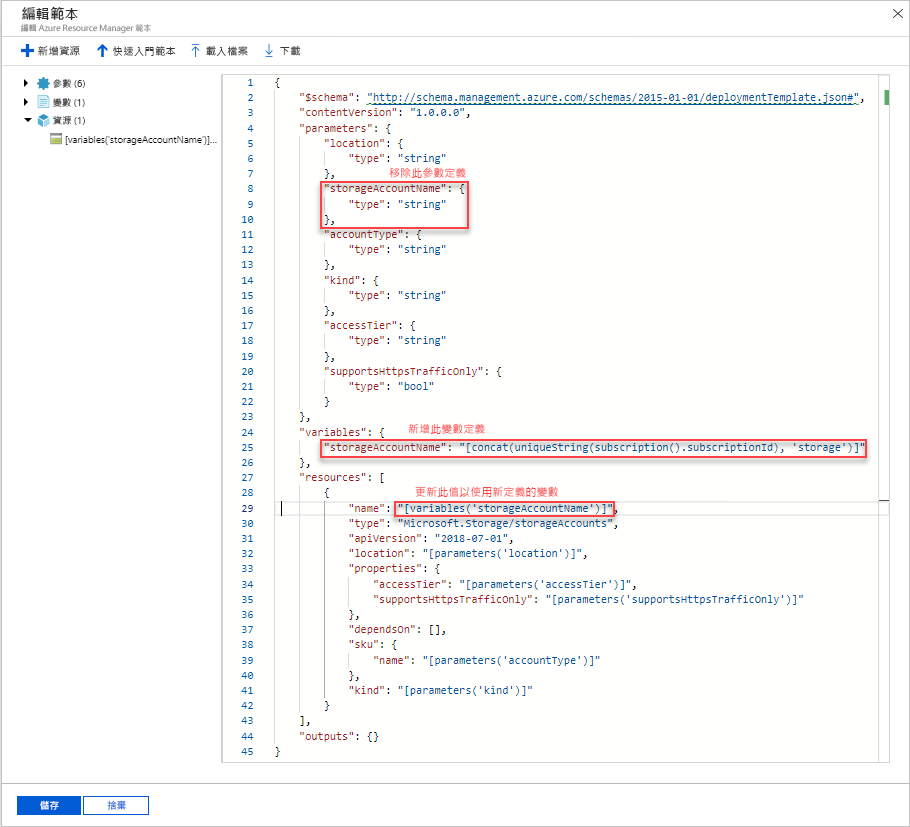 編輯範本
編輯 Azure Resource Manager 範本
新增資源 快速入門範本 載入檔案 下載
參數 (6)
變數 (1)
資源 (1)
[variables('storageAccountName')]...
1 {
2 "$schema": "http://schema.management.azure.com/schemas/2015-01-01/deploymentTemplate.json#",
3 "contentVersion": "1.0.0.0",
4 "parameters": {
5 "location": {
6 "type": "string"
7 },
移除此參數定義
8 "storageAccountName": {
9 "type": "string"
10 },
11 "accountType": {
12 "type": "string"
13 },
14 "kind": {
15 "type": "string"
16 },
17 "accessTier": {
18 "type": "string"
19 },
20 "supportsHttpsTrafficOnly": {
21 "type": "bool"
22 }
23 },
24 "variables": {
新增此變數定義
25 "storageAccountName": "[concat(uniqueString(subscription().subscriptionId), 'storage')]"
26 },
27 "resources": [
28 {
更新此值以使用新定義的變數
29 "name": "[variables('storageAccountName')]",
30 "type": "Microsoft.Storage/storageAccounts",
31 "apiVersion": "2018-07-01",
32 "location": "[parameters('location')]",
33 "properties": {
34 "accessTier": "[parameters('accessTier')]",
35 "supportsHttpsTrafficOnly": "[parameters('supportsHttpsTrafficOnly')]"
36 },
37 "dependsOn": [],
38 "sku": {
39 "name": "[parameters('accountType')]"
40 },
41 "kind": "[parameters('kind')]"
42 }
43 ],
44 "outputs": {}
45 }
儲存 捨棄